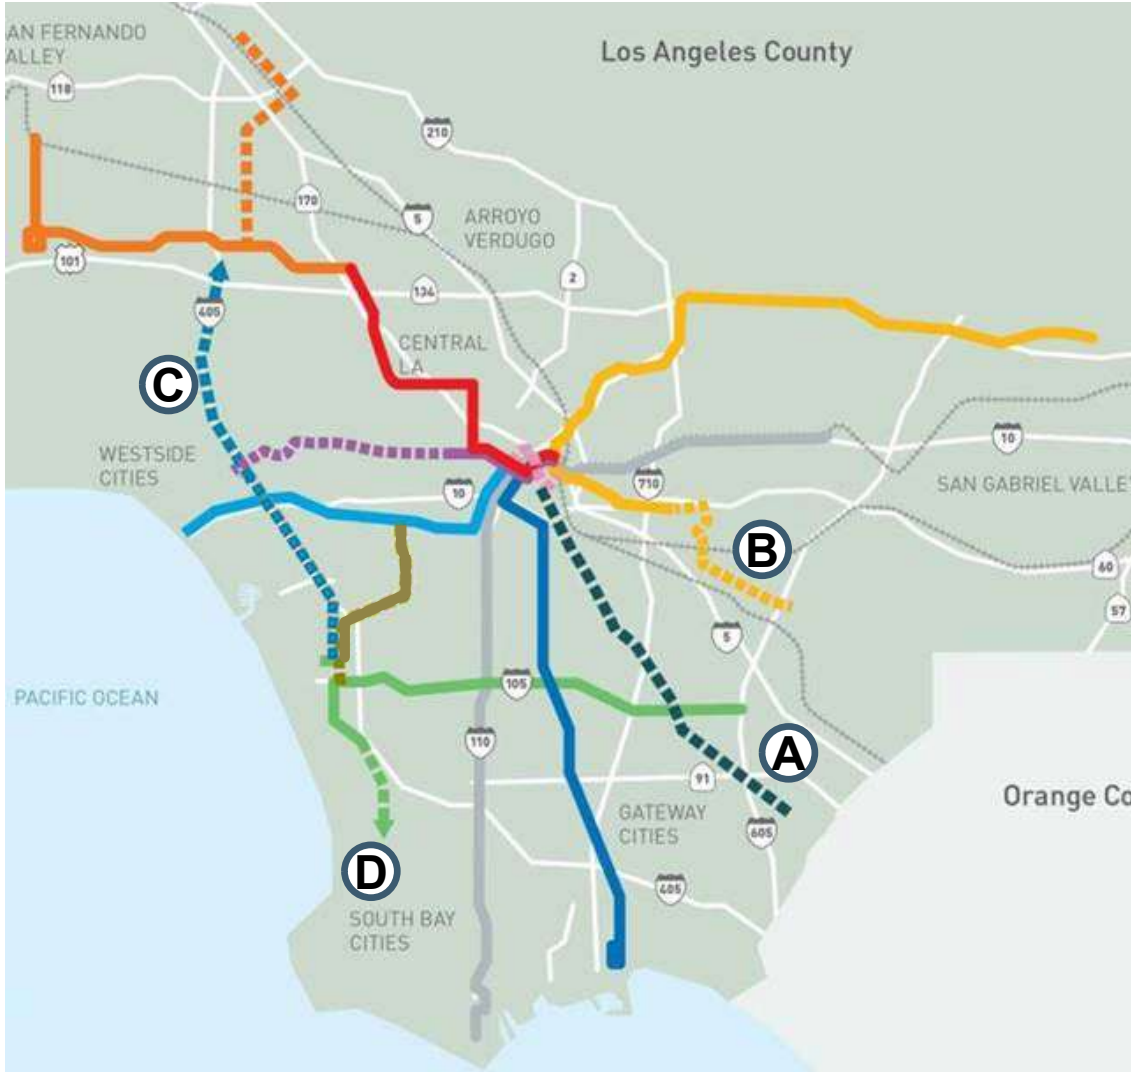 AN FERNANDO
ALLEY
Los Angeles County
118
210
170
5
ARROYO
VERDUGO
101
2
134
405
CENTRAL
LA
C
WESTSIDE
CITIES
10
10
710
SAN GABRIEL VALLE
B
60
57
5
PACIFIC OCEAN
105
110
A
91
Orange Co
GATEWAY
CITIES
605
D
405
SOUTH BAY
CITIES